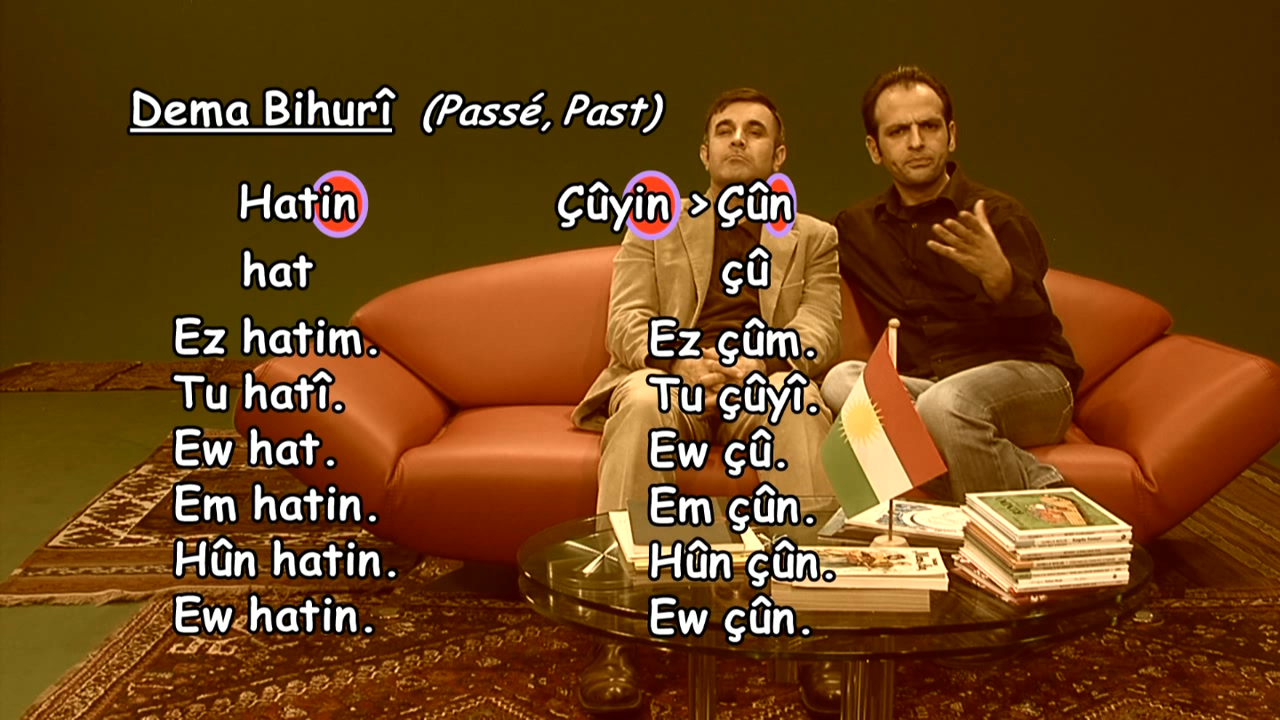 Dema Bihurî (Passé, Past)
Hatin Çûyin > Çûn
hat çû
Ez hatim. Ez çûm.
Tu hatî. Tu çûyî.
Ew hat. Ew çû.
Em hatin. Em çûn.
Hûn hatin. Hûn çûn.
Ew hatin. Ew çûn.